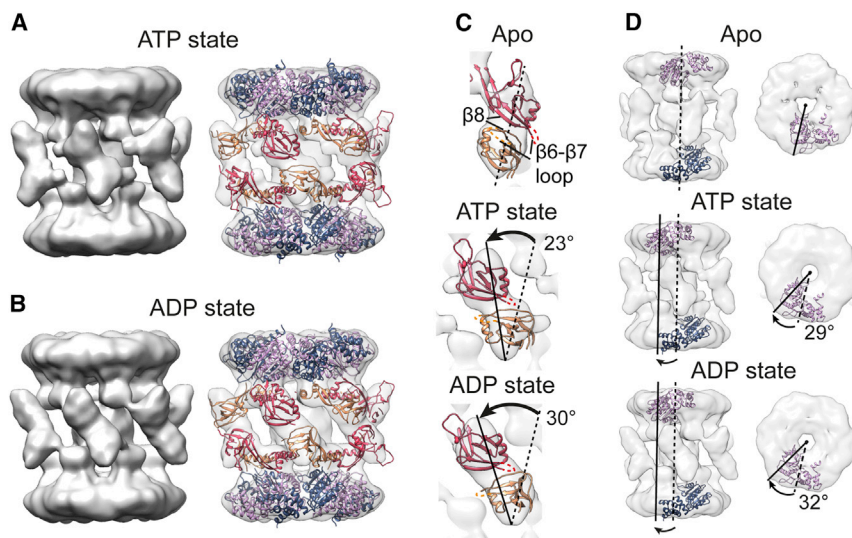 A
ATP state
B
ADP state
C
Apo
β8
β6-β7
loop
ATP state
23°
ADP state
30°
D
Apo
ATP state
29°
ADP state
32°